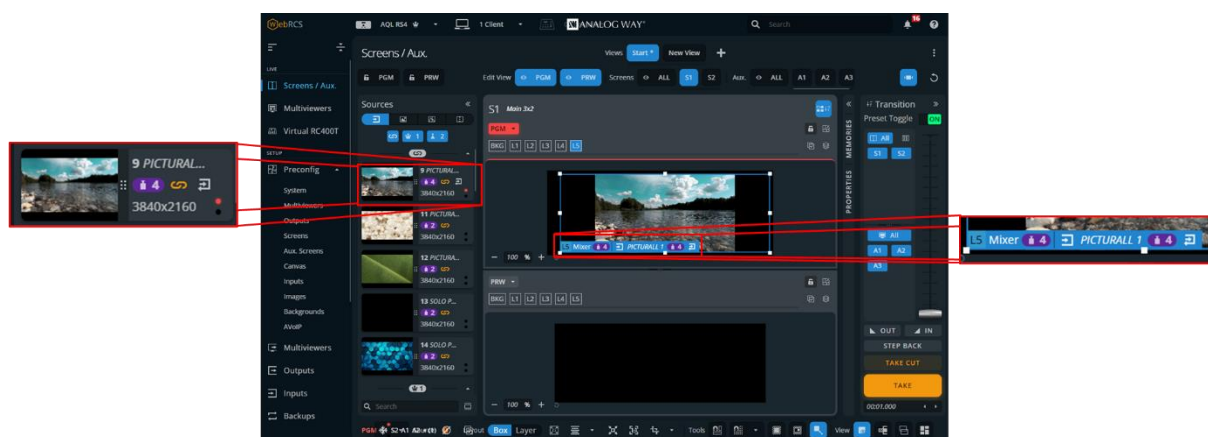 WebRCS
AQL RS4
1 Client
ANALOG WAY®
Search
16
Screens / Aux.
Views
Start *
New View
PGM
PRW
Edit View
PGM
PRW
Screens
ALL
S1
S2
Aux.
ALL
A1
A2
A3
LIVE
Screens / Aux.
Multiviewers
Virtual RC400T
SETUP
Preconfig
System
Multiviewers
Outputs
Screens
Aux. Screens
Canvas
Inputs
Images
Backgrounds
AVoIP
Multiviewers
Outputs
Inputs
Backups
Sources
1
2
9 PICTURAL...
4
3840x2160
11 PICTURA...
2
3840x2160
12 PICTURA...
2
3840x2160
13 SOLO P...
2
3840x2160
14 SOLO P...
2
3840x2160
1
Search
9 PICTURAL...
4
3840x2160
S1 Main 3x2
PGM
BKG L1 L2 L3 L4 L5
L5 Mixer 4 PICTURALL 1 4
100 %
PRW
BKG L1 L2 L3 L4 L5
100 %
MEMORIES
PROPERTIES
Transition
Preset Toggle ON
All
S1 S2
All
A1 A2
A3
OUT
IN
STEP BACK
TAKE CUT
TAKE
00:01.000
L5 Mixer 4 PICTURALL 1 4
PGM
Box
Layer
Tools
View